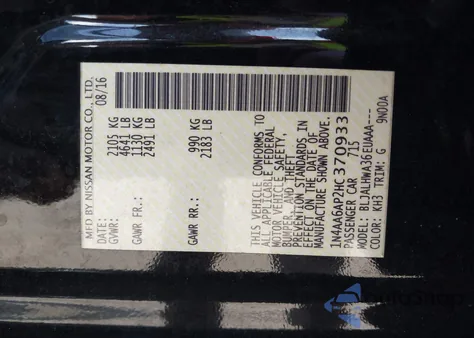 MFD BY NISSAN MOTOR CO., LTD.
DATE: 08/16
GVWR: 2105 KG
4641 LB
GAWR FR: 1130 KG
2491 LB
GAWR RR: 990 KG
2183 LB
THIS VEHICLE CONFORMS TO
ALL APPLICABLE FEDERAL
MOTOR VEHICLE SAFETY,
BUMPER, AND THEFT
PREVENTION STANDARDS IN
EFFECT ON THE DATE OF
MANUFACTURE SHOWN ABOVE.
1N4AA6AP2HC370933
PASSENGER CAR 715
MODEL: BLJALHWA36EUAAA---
COLOR: KH3 TRIM: G 9N00A
AutoShop